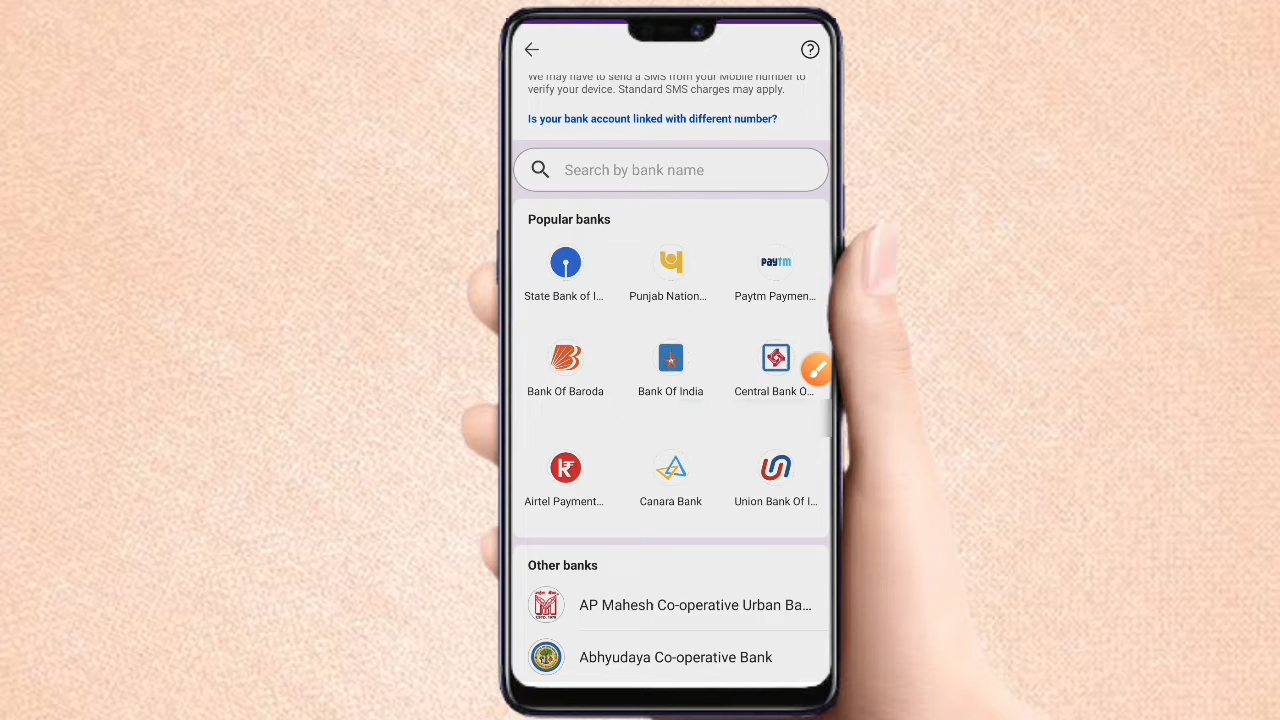 We may have to send a SMS from your Mobile number to
verify your device. Standard SMS charges may apply.
Is your bank account linked with different number?
Search by bank name
Popular banks
State Bank of I...
Punjab Nation...
Paytm Paymen...
Bank Of Baroda
Bank Of India
Central Bank O...
Airtel Payment...
Canara Bank
Union Bank Of I...
Other banks
AP Mahesh Co-operative Urban Ba...
Abhyudaya Co-operative Bank